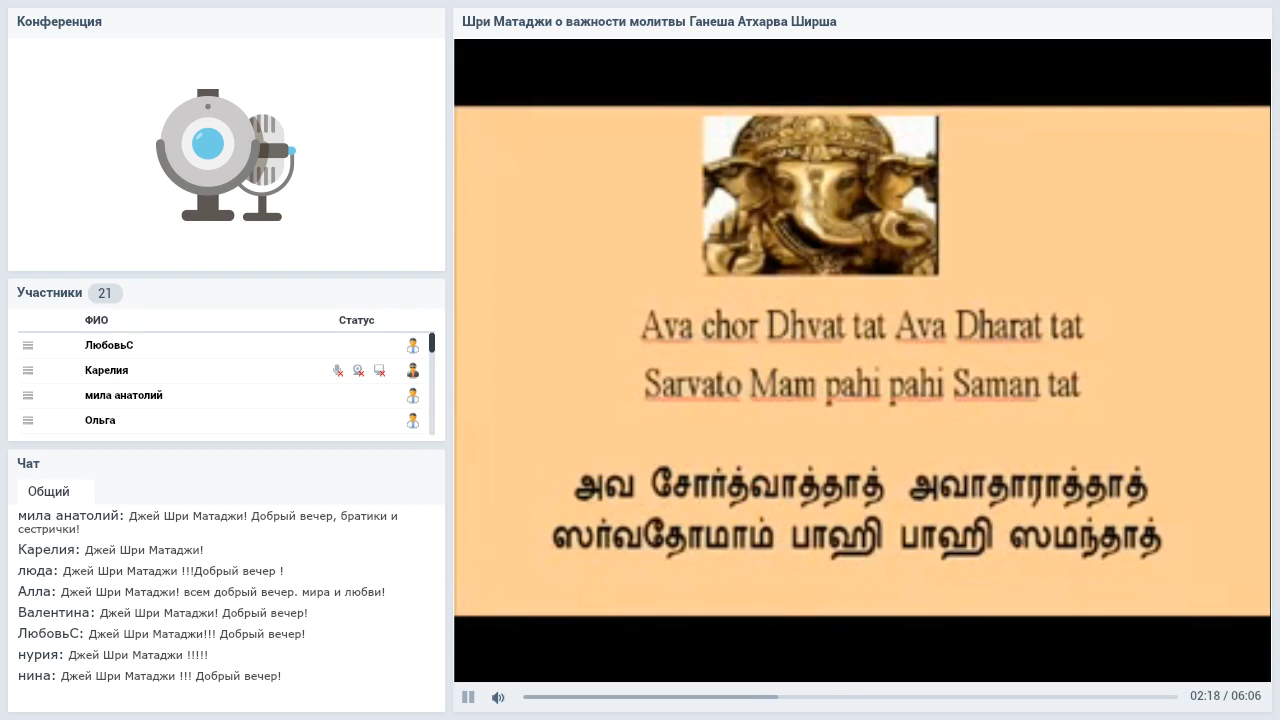 Конференция
Участники 21
ФИО Статус
ЛюбовьС
Карелия
мила анатолий
Ольга
Чат
Общий
мила анатолий: Джей Шри Матаджи! Добрый вечер, братики и
сестрички!
Карелия: Джей Шри Матаджи!
люда: Джей Шри Матаджи !!!Добрый вечер !
Алла: Джей Шри Матаджи! всем добрый вечер. мира и любви!
Валентина: Джей Шри Матаджи! Добрый вечер!
ЛюбовьС: Джей Шри Матаджи!!! Добрый вечер!
нурия: Джей Шри Матаджи !!!!!
нина: Джей Шри Матаджи !!! Добрый вечер!
Шри Матаджи о важности молитвы Ганеша Атхарва Ширша
Ava chor Dhvat tat Ava Dharat tat
Sarvato Mam pahi pahi Saman tat
அவ சோர்த்வாத்தாத் அவாதாராத்தாத்
ஸர்வதோமாம் பாஹி பாஹி ஸமந்தாத்
02:18 / 06:06